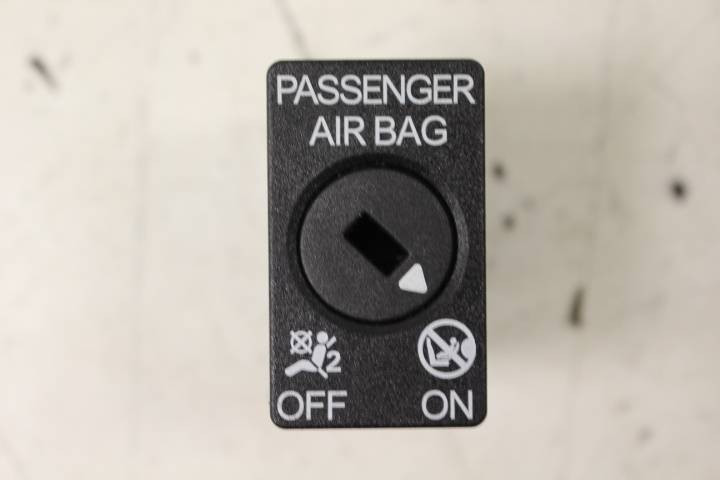 PASSENGER
AIR BAG
2
OFF ON